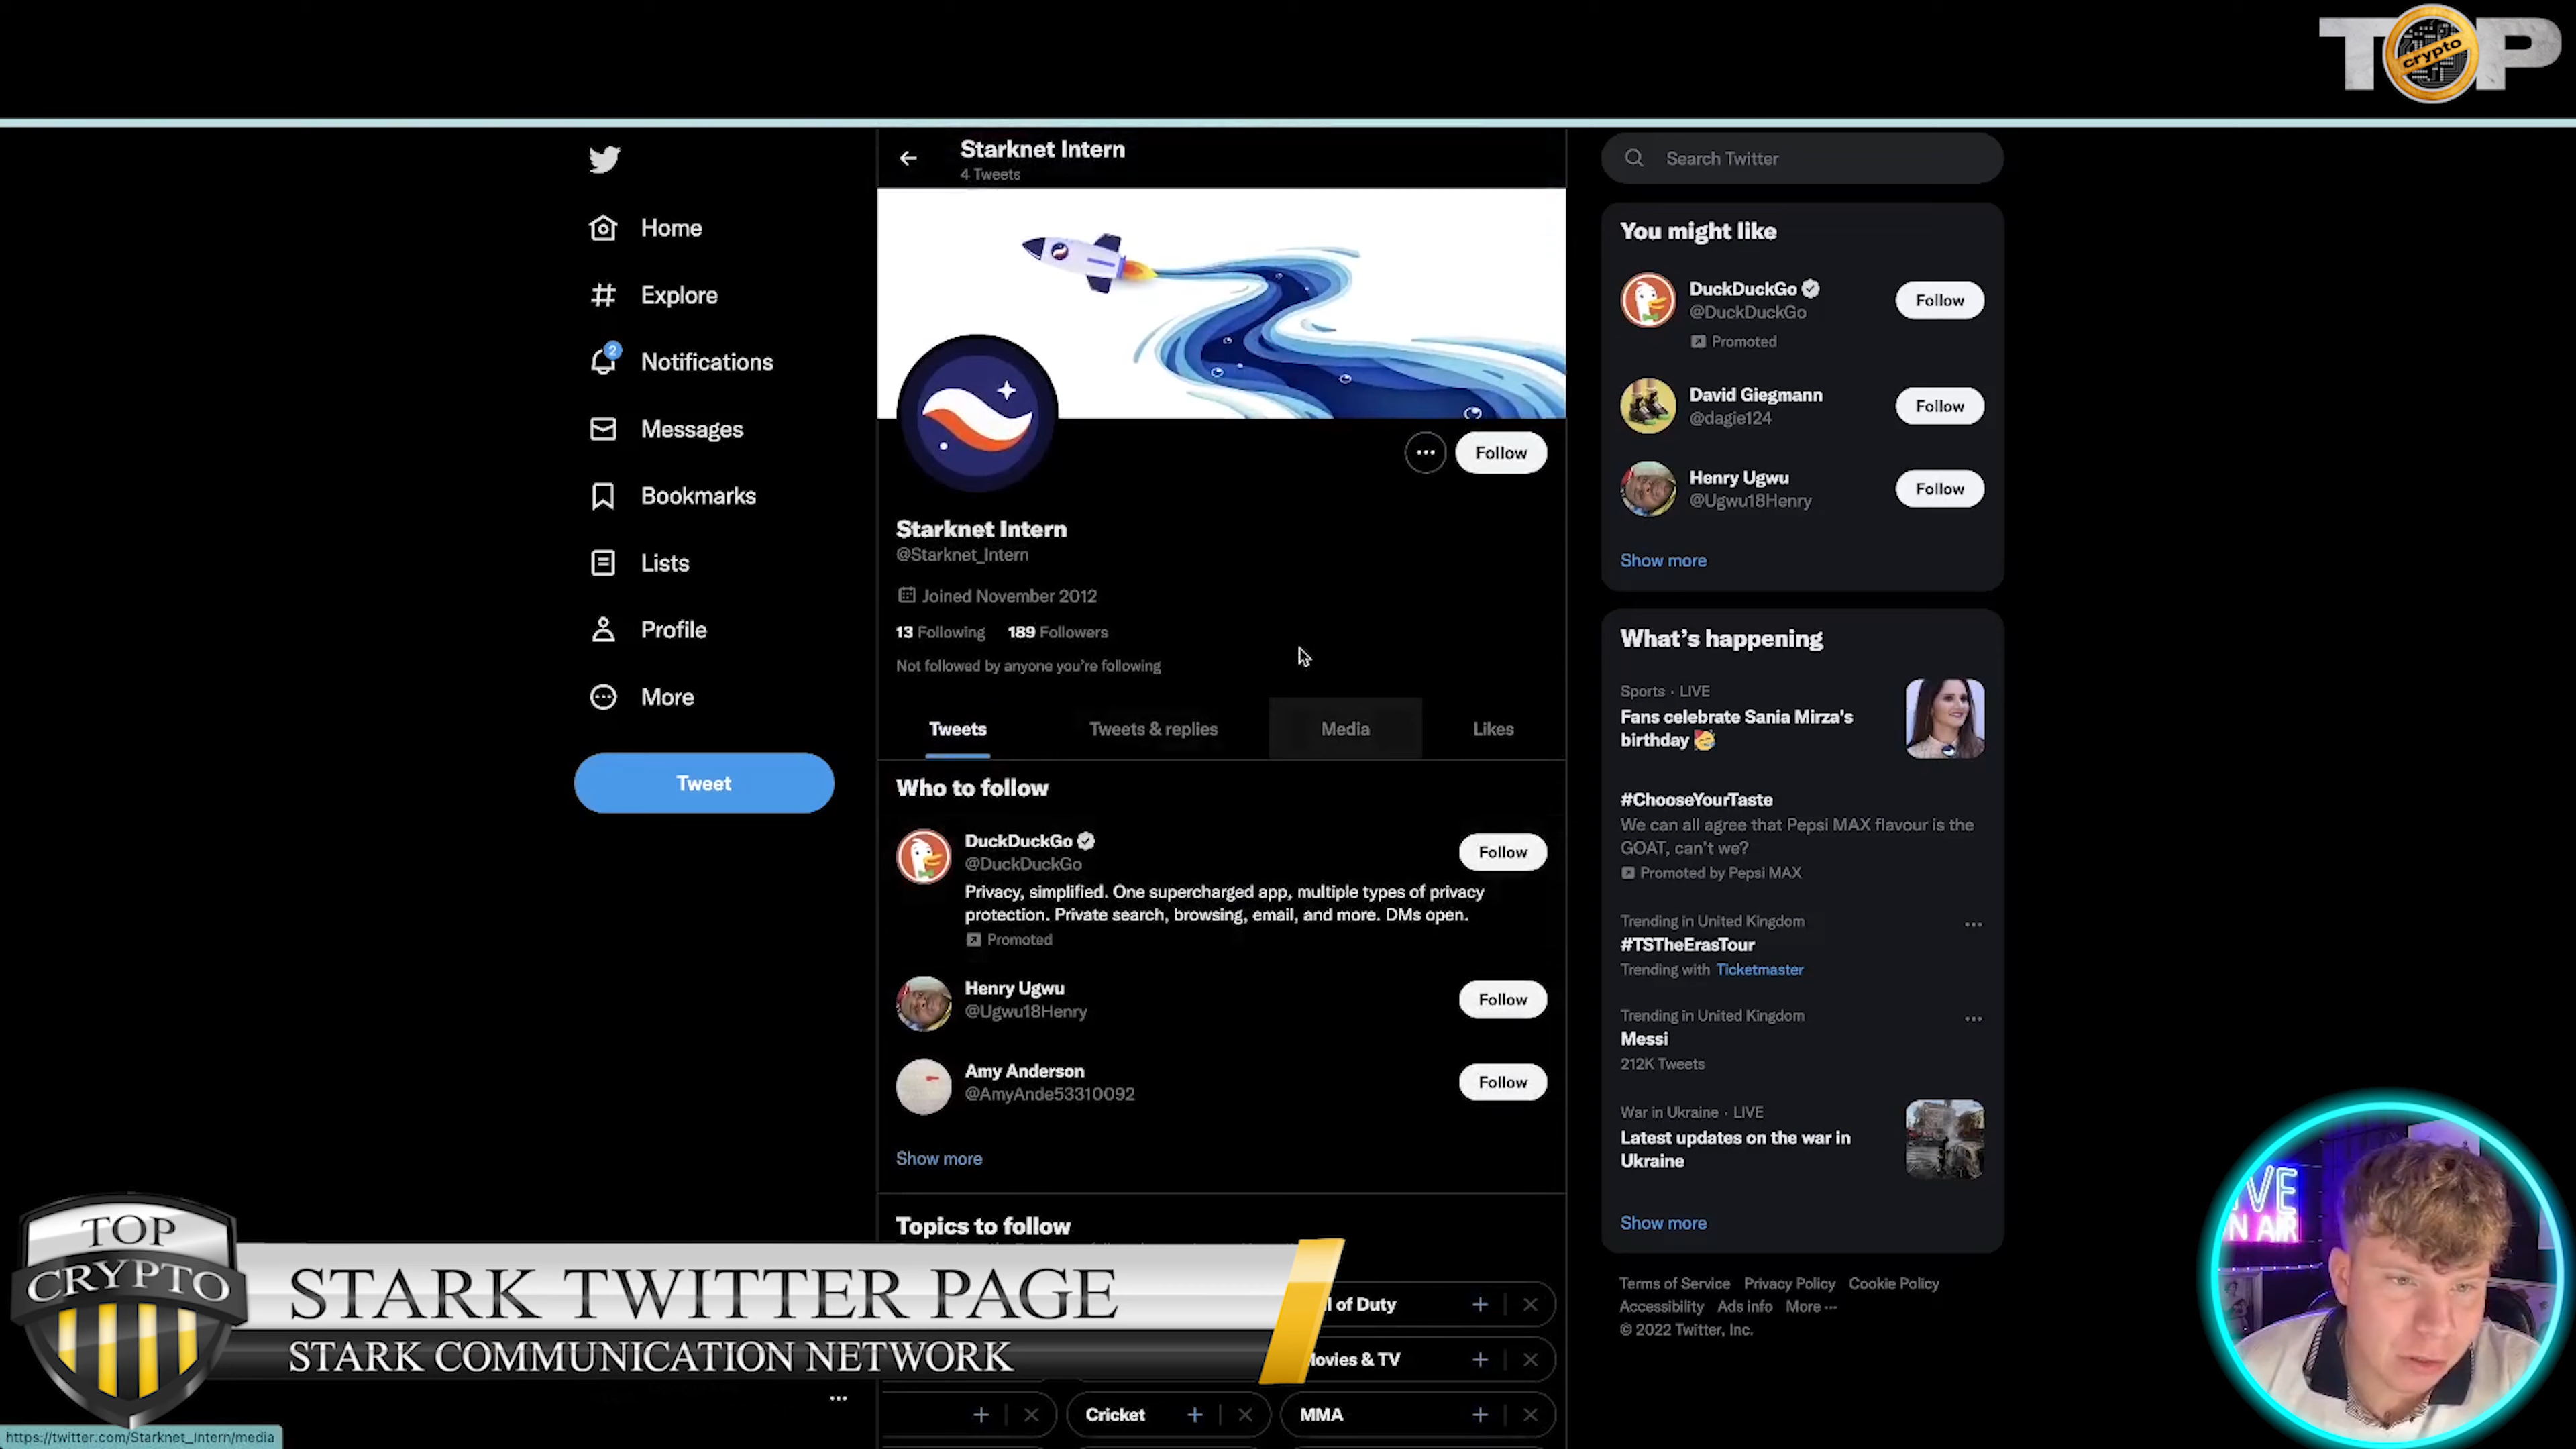 TOP
crypto
Home
Explore
2
Notifications
Messages
Bookmarks
Lists
Profile
More
Tweet
Starknet Intern
4 Tweets
Follow
Starknet Intern
@Starknet_Intern
Joined November 2012
13 Following 189 Followers
Not followed by anyone you're following
Tweets Tweets & replies Media Likes
Who to follow
DuckDuckGo
@DuckDuckGo
Follow
Privacy, simplified. One supercharged app, multiple types of privacy
protection. Private search, browsing, email, and more. DMs open.
Promoted
Henry Ugwu
@Ugwu18Henry
Follow
Amy Anderson
@AmyAnde53310092
Follow
Show more
Topics to follow
l of Duty
Movies & TV
Cricket
MMA
Search Twitter
You might like
DuckDuckGo
@DuckDuckGo
Promoted
Follow
David Giegmann
@dagie124
Follow
Henry Ugwu
@Ugwu18Henry
Follow
Show more
What's happening
Sports · LIVE
Fans celebrate Sania Mirza's
birthday
#ChooseYourTaste
We can all agree that Pepsi MAX flavour is the
GOAT, can't we?
Promoted by Pepsi MAX
Trending in United Kingdom
#TSTheErasTour
Trending with Ticketmaster
Trending in United Kingdom
Messi
212K Tweets
War in Ukraine · LIVE
Latest updates on the war in
Ukraine
Show more
Terms of Service Privacy Policy Cookie Policy
Accessibility Ads info More ···
© 2022 Twitter, Inc.
TOP
CRYPTO
STARK TWITTER PAGE
STARK COMMUNICATION NETWORK
https://twitter.com/Starknet_Intern/media
IVE
N AIR